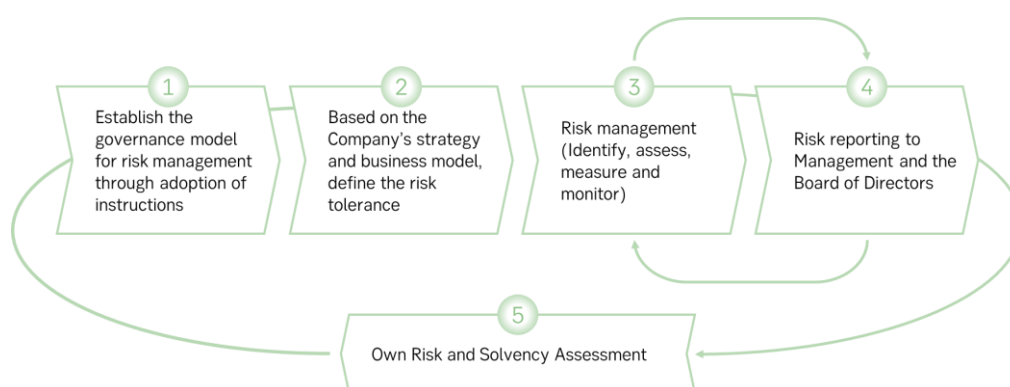 1
Establish the
governance model
for risk management
through adoption of
instructions
2
Based on the
Company's strategy
and business model,
define the risk
tolerance
3
Risk management
(Identify, assess,
measure and
monitor)
4
Risk reporting to
Management and the
Board of Directors
5
Own Risk and Solvency Assessment